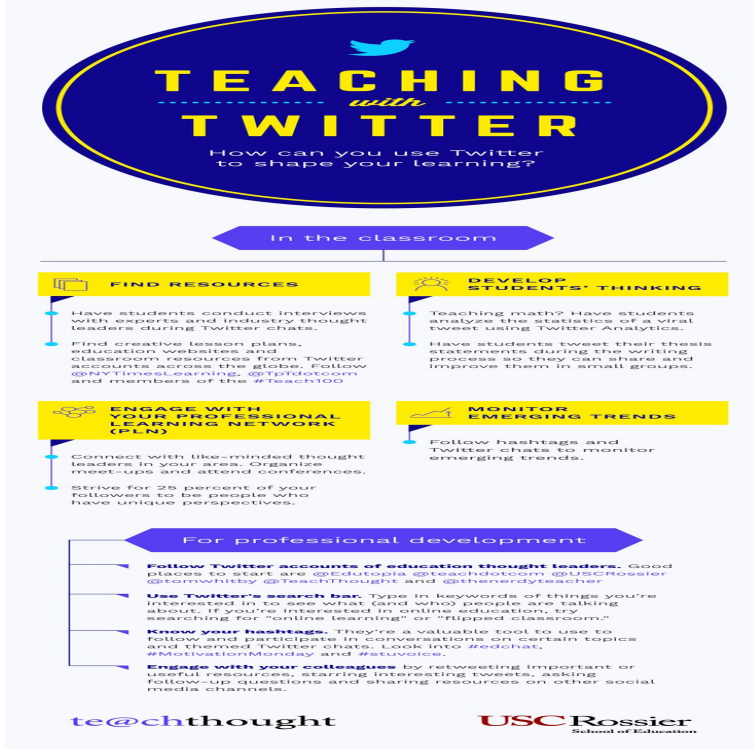 TEACHING
with
TWITTER
How can you use Twitter
to shape your learning?
In the classroom
FIND RESOURCES
Have students conduct interviews
with experts and industry thought
leaders during Twitter chats.
Find creative lesson plans,
education websites and
classroom resources from Twitter
accounts across the globe. Follow
@NYTimesLearning, @TpTdotcom
and members of the #Teach100
DEVELOP
STUDENTS' THINKING
Teaching math? Have students
analyze the statistics of a viral
tweet using Twitter Analytics.
Have students tweet their thesis
statements during the writing
process so they can share and
improve them in small groups.
ENGAGE WITH
YOUR PROFESSIONAL
LEARNING NETWORK
(PLN)
Connect with like-minded thought
leaders in your area. Organize
meet-ups and attend conferences.
Strive for 25 percent of your
followers to be people who
have unique perspectives.
MONITOR
EMERGING TRENDS
Follow hashtags and
Twitter chats to monitor
emerging trends.
For professional development
Follow Twitter accounts of education thought leaders. Good
places to start are @Edutopia @teachdotcom @USCRossier
@tomwhitby @TeachThought and @thenerdyteacher
Use Twitter's search bar. Type in keywords of things you're
interested in to see what (and who) people are talking
about. If you're interested in online education, try
searching for "online learning" or "flipped classroom."
Know your hashtags. They're a valuable tool to use to
follow and participate in conversations on certain topics
and themed Twitter chats. Look into #edchat,
#MotivationMonday and #stuvoice.
Engage with your colleagues by retweeting important or
useful resources, starring interesting tweets, asking
follow-up questions and sharing resources on other social
media channels.
te@chthought
USC Rossier
School of Education